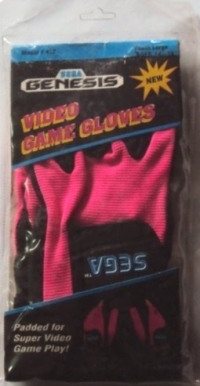 SEGA
GENESIS
NEW
VIDEO
GAME GLOVES
SEGA
Padded for
Super Video
Game Play!